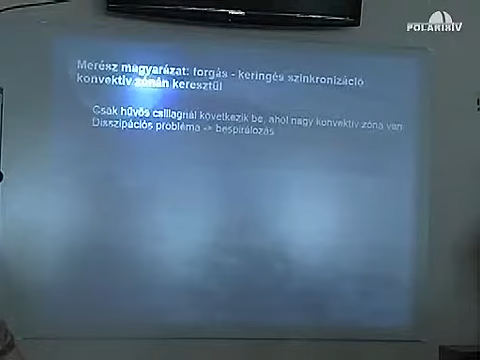 POLARISIV
Merész magyarázat: forgás - keringés szinkronizáció
konvektív zónán keresztül
Csak hűvös csillagnál következik be, ahol nagy konvektív zóna van
Disszipációs probléma -> bespirálozás